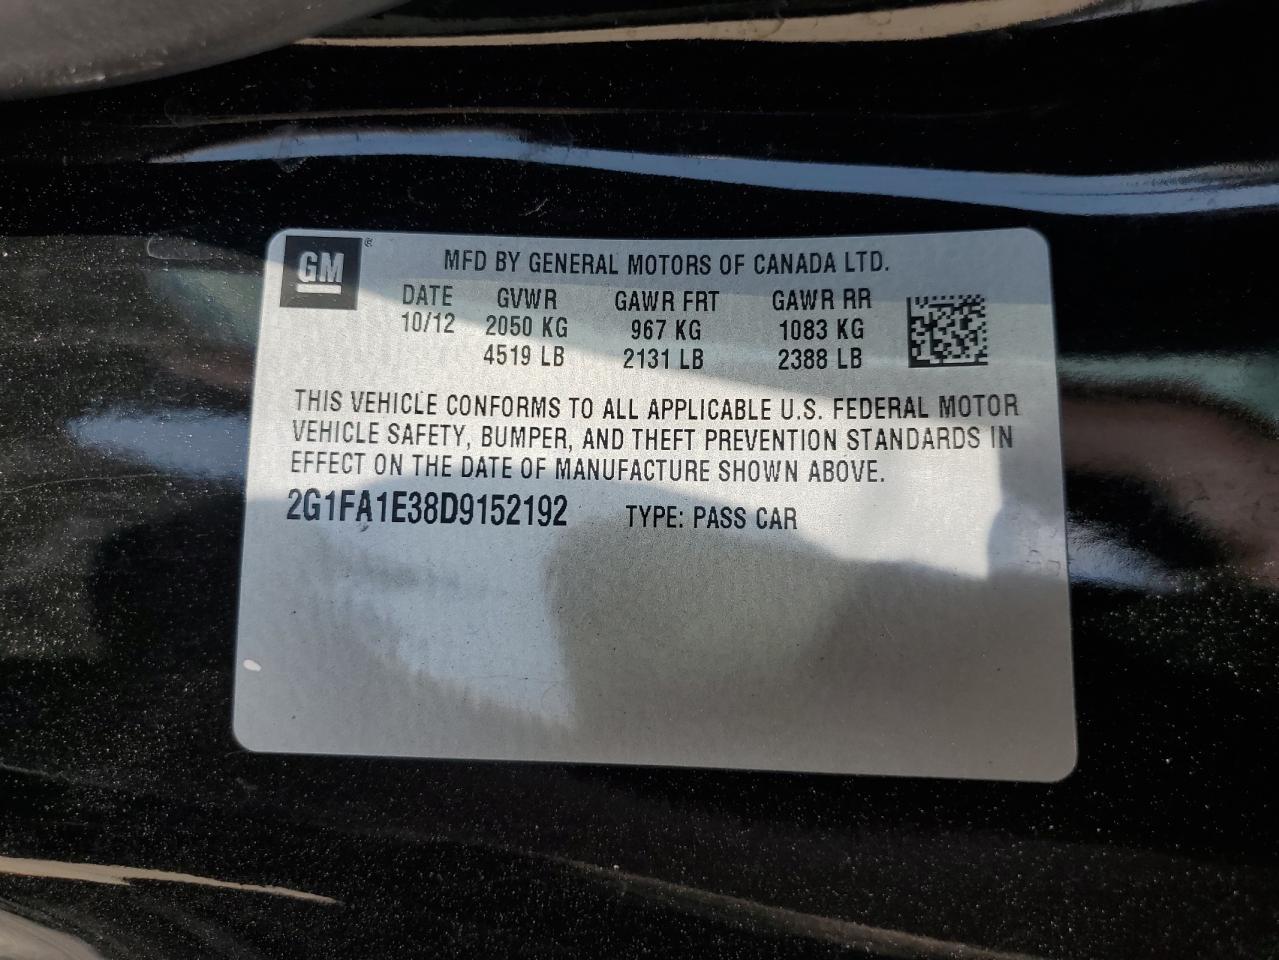 GM ®
MFD BY GENERAL MOTORS OF CANADA LTD.
DATE GVWR GAWR FRT GAWR RR
10/12 2050 KG 967 KG 1083 KG
4519 LB 2131 LB 2388 LB
THIS VEHICLE CONFORMS TO ALL APPLICABLE U.S. FEDERAL MOTOR
VEHICLE SAFETY, BUMPER, AND THEFT PREVENTION STANDARDS IN
EFFECT ON THE DATE OF MANUFACTURE SHOWN ABOVE.
2G1FA1E38D9152192 TYPE: PASS CAR